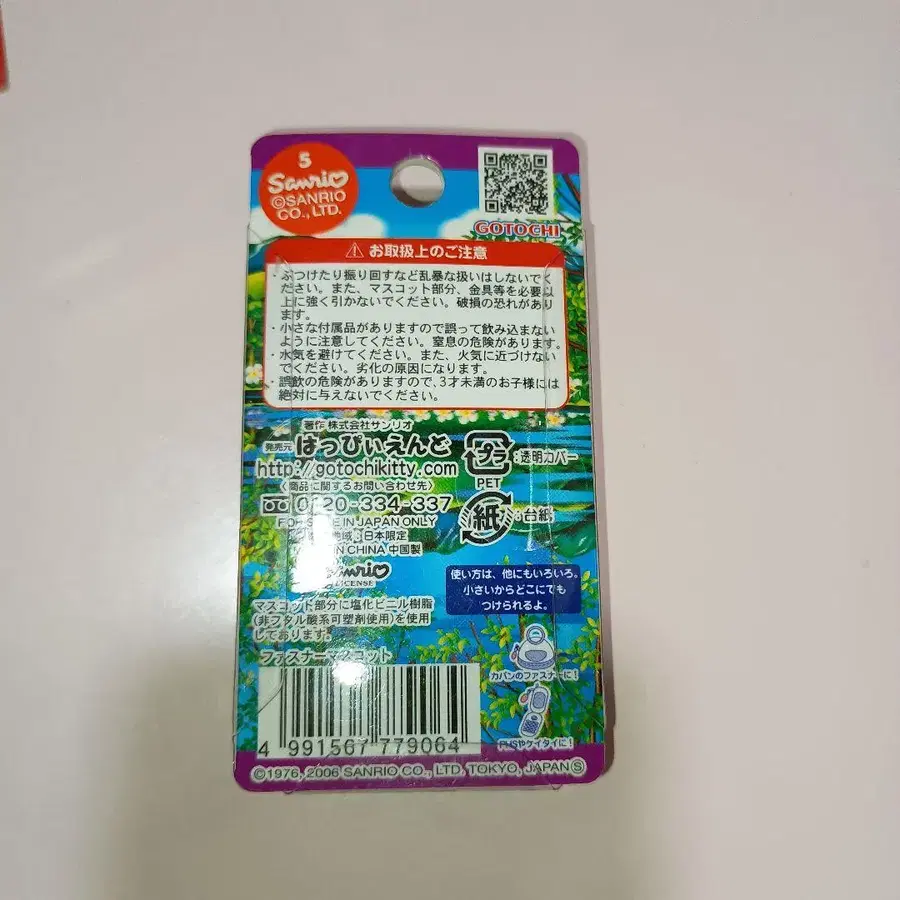 5
Sanrio
©SANRIO
CO., LTD.
GOTOCHI
お取扱上のご注意
・ぶつけたり振り回すなど乱暴な扱いはしないでく
ださい。また、マスコット部分、金具等を必要以
上に強く引かないでください。破損の恐れがあり
ます。
・小さな付属品がありますので誤って飲み込まない
ように注意してください。窒息の危険があります。
・水気を避けてください。また、火気に近づけない
でください。劣化の原因になります。
・誤飲の危険がありますので、3才未満のお子様には
絶対に与えないでください。
著作 株式会社サンリオ
発売元 はっぴぃえんど
http://gotochikitty.com
〈商品に関するお問い合わせ先〉
0120-334-337
FOR SALE IN JAPAN ONLY
地域:日本限定
IN CHINA 中国製
Sanrio
LICENSE
プラ :透明カバー
PET
紙 :台紙
マスコット部分に塩化ビニル樹脂
(非フタル酸系可塑剤使用)を使用
しております。
ファスナーマスコット
使い方は、他にもいろいろ。
小さいからどこにでも
つけられるよ。
カバンのファスナーに!
PHSやケイタイに!
4 991567 779064
©1976, 2006 SANRIO CO., LTD. TOKYO, JAPAN Ⓢ